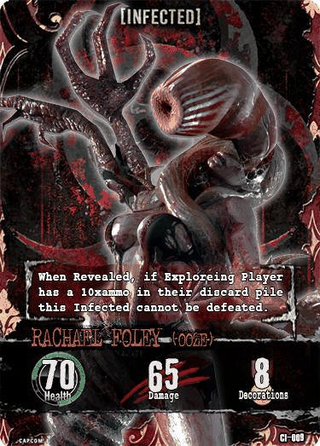 [INFECTED]
When Revealed, if Exploreing Player
has a 10xammo in their discard pile
this Infected cannot be defeated.
RACHAEL FOLEY (-OOZE-)
70 65 8
Health Damage Decorations
CAPCOM CI-009